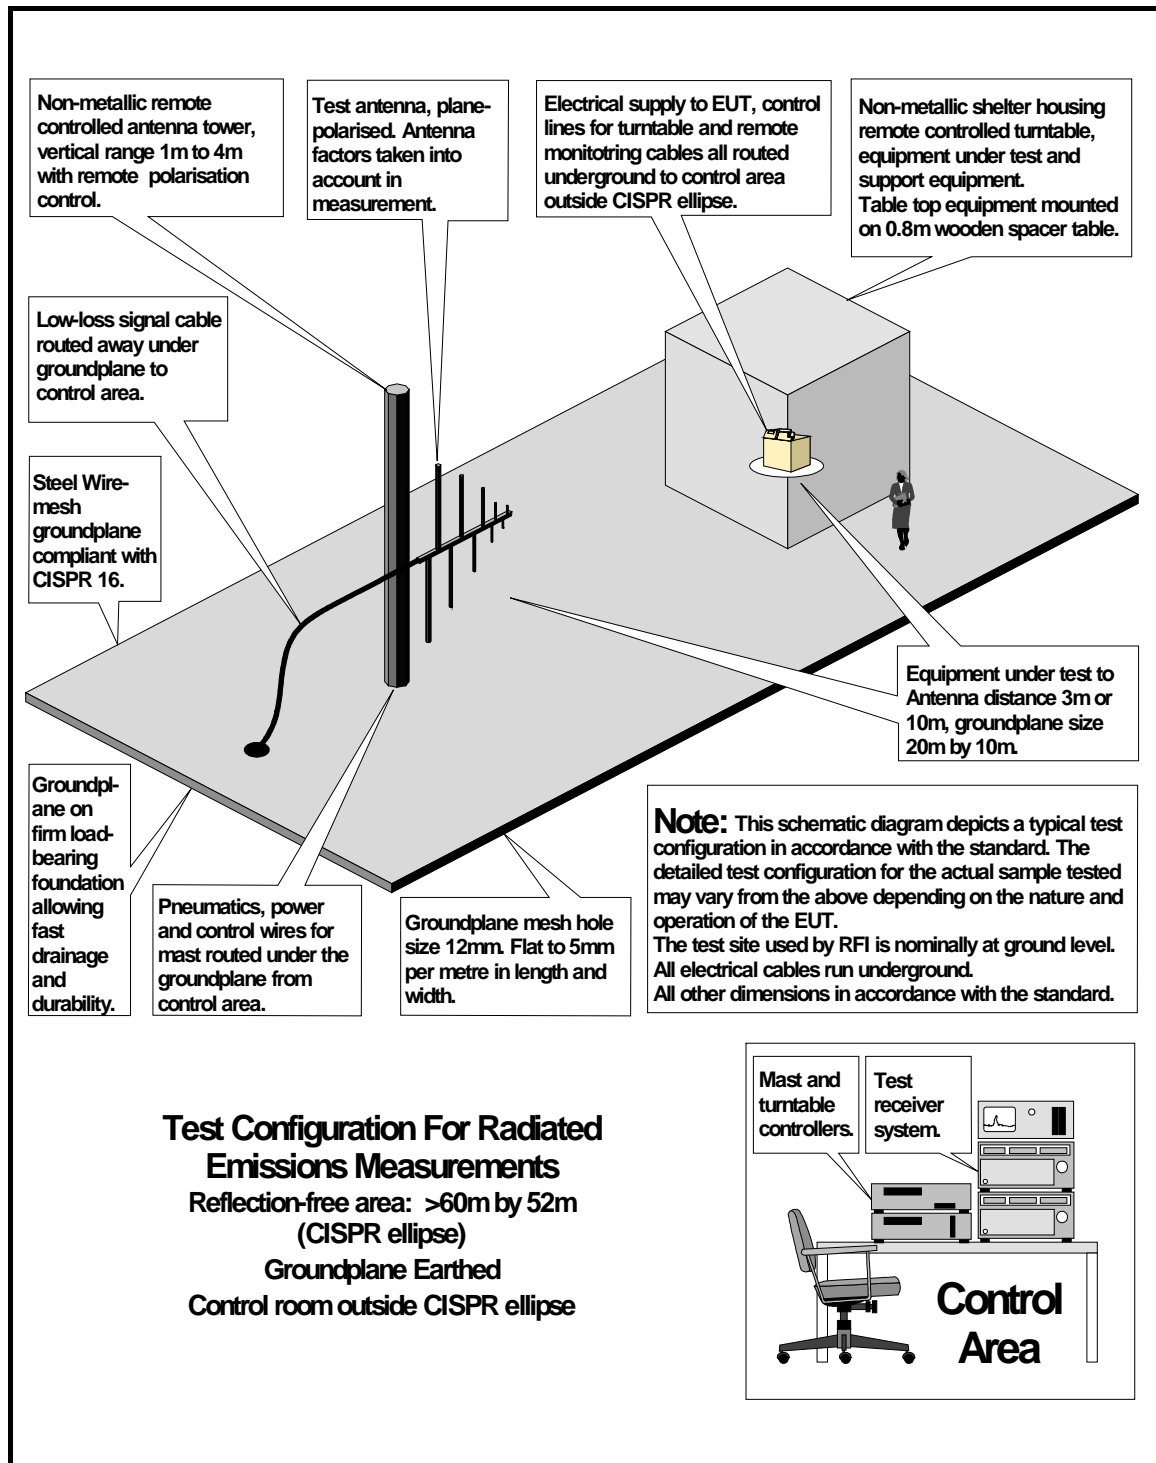 Non-metallic remote
controlled antenna tower,
vertical range 1m to 4m
with remote polarisation
control.
Test antenna, plane-
polarised. Antenna
factors taken into
account in
measurement.
Electrical supply to EUT, control
lines for turntable and remote
monitotring cables all routed
underground to control area
outside CISPR ellipse.
Non-metallic shelter housing
remote controlled turntable,
equipment under test and
support equipment.
Table top equipment mounted
on 0.8m wooden spacer table.
Low-loss signal cable
routed away under
groundplane to
control area.
Steel Wire-
mesh
groundplane
compliant with
CISPR 16.
Equipment under test to
Antenna distance 3m or
10m, groundplane size
20m by 10m.
Groundpl-
ane on
firm load-
bearing
foundation
allowing
fast
drainage
and
durability.
Pneumatics, power
and control wires for
mast routed under the
groundplane from
control area.
Groundplane mesh hole
size 12mm. Flat to 5mm
per metre in length and
width.
Note: This schematic diagram depicts a typical test
configuration in accordance with the standard. The
detailed test configuration for the actual sample tested
may vary from the above depending on the nature and
operation of the EUT.
The test site used by RFI is nominally at ground level.
All electrical cables run underground.
All other dimensions in accordance with the standard.
Test Configuration For Radiated
Emissions Measurements
Reflection-free area: >60m by 52m
(CISPR ellipse)
Groundplane Earthed
Control room outside CISPR ellipse
Mast and
turntable
controllers.
Test
receiver
system.
Control
Area